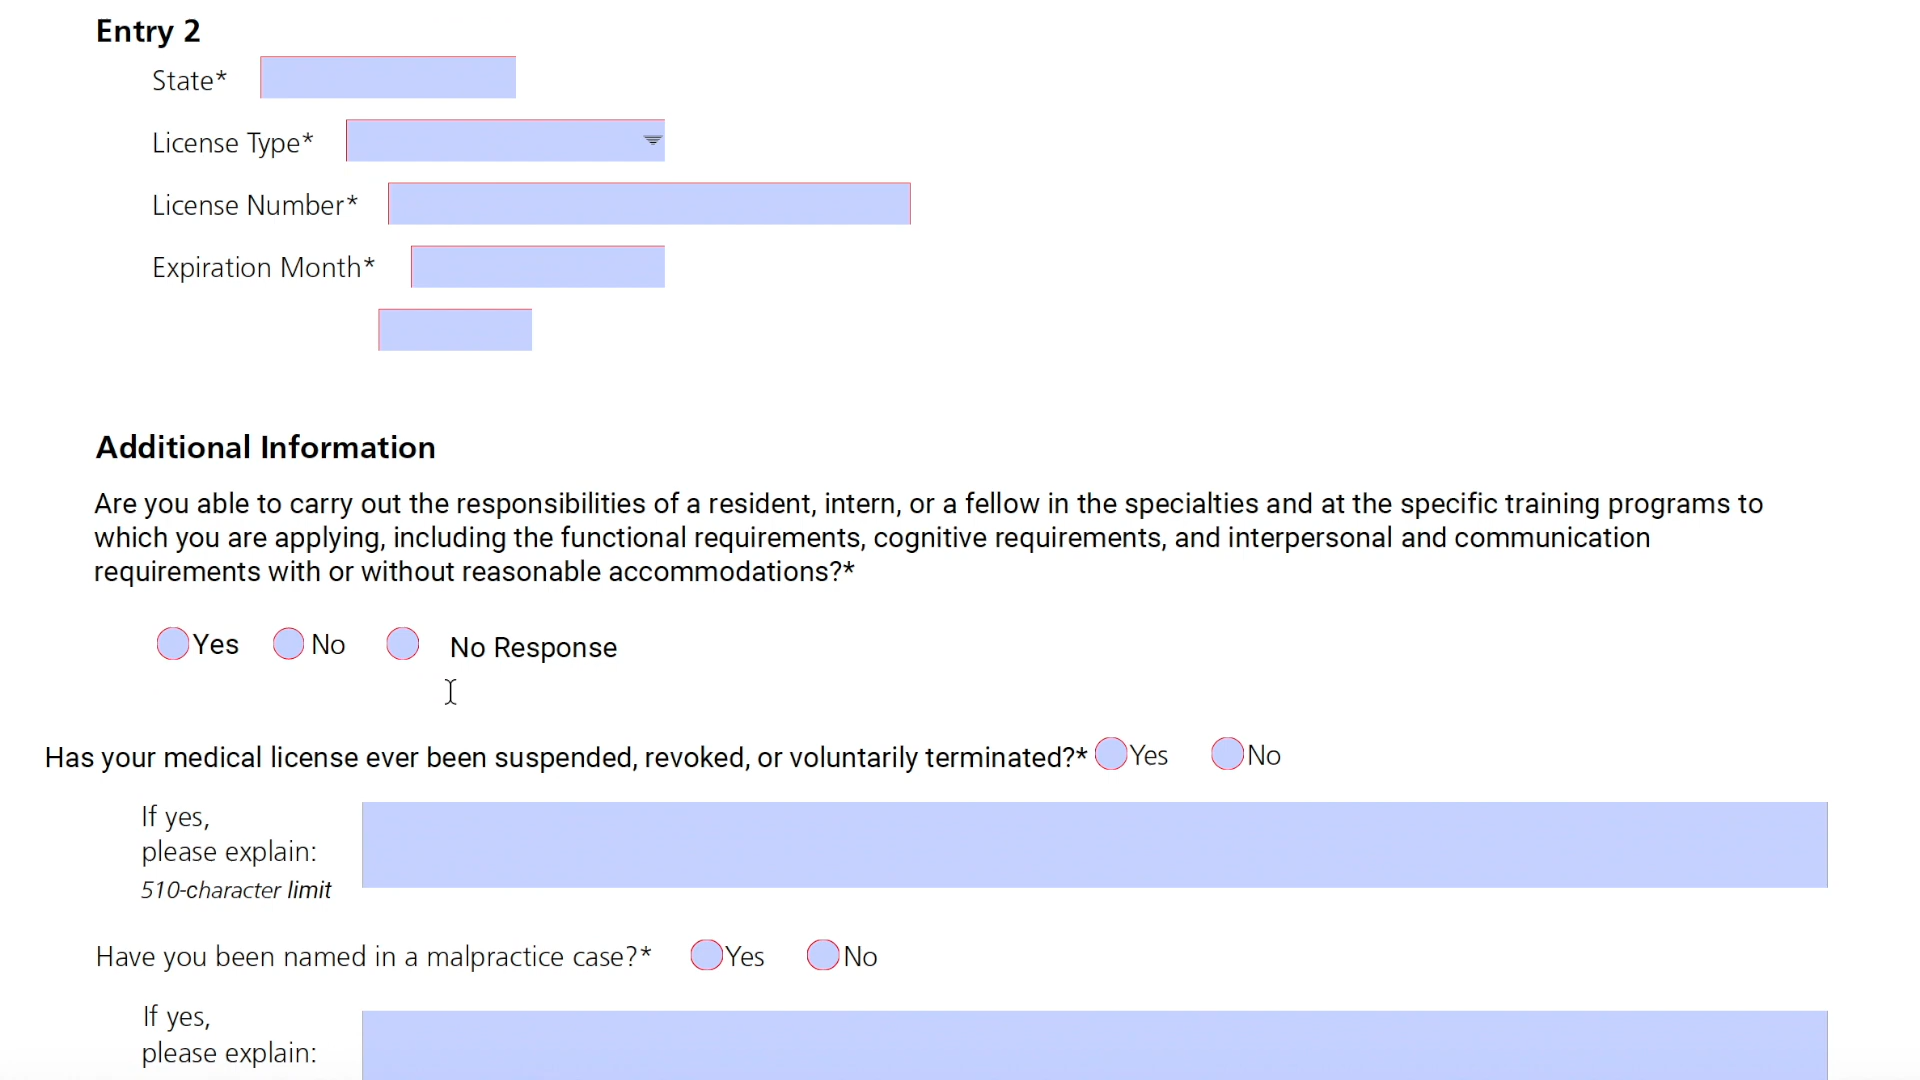 Entry 2
State*
License Type*
License Number*
Expiration Month*
Additional Information
Are you able to carry out the responsibilities of a resident, intern, or a fellow in the specialties and at the specific training programs to
which you are applying, including the functional requirements, cognitive requirements, and interpersonal and communication
requirements with or without reasonable accommodations?*
Yes No No Response
Has your medical license ever been suspended, revoked, or voluntarily terminated?* Yes No
If yes,
please explain:
510-character limit
Have you been named in a malpractice case?* Yes No
If yes,
please explain: